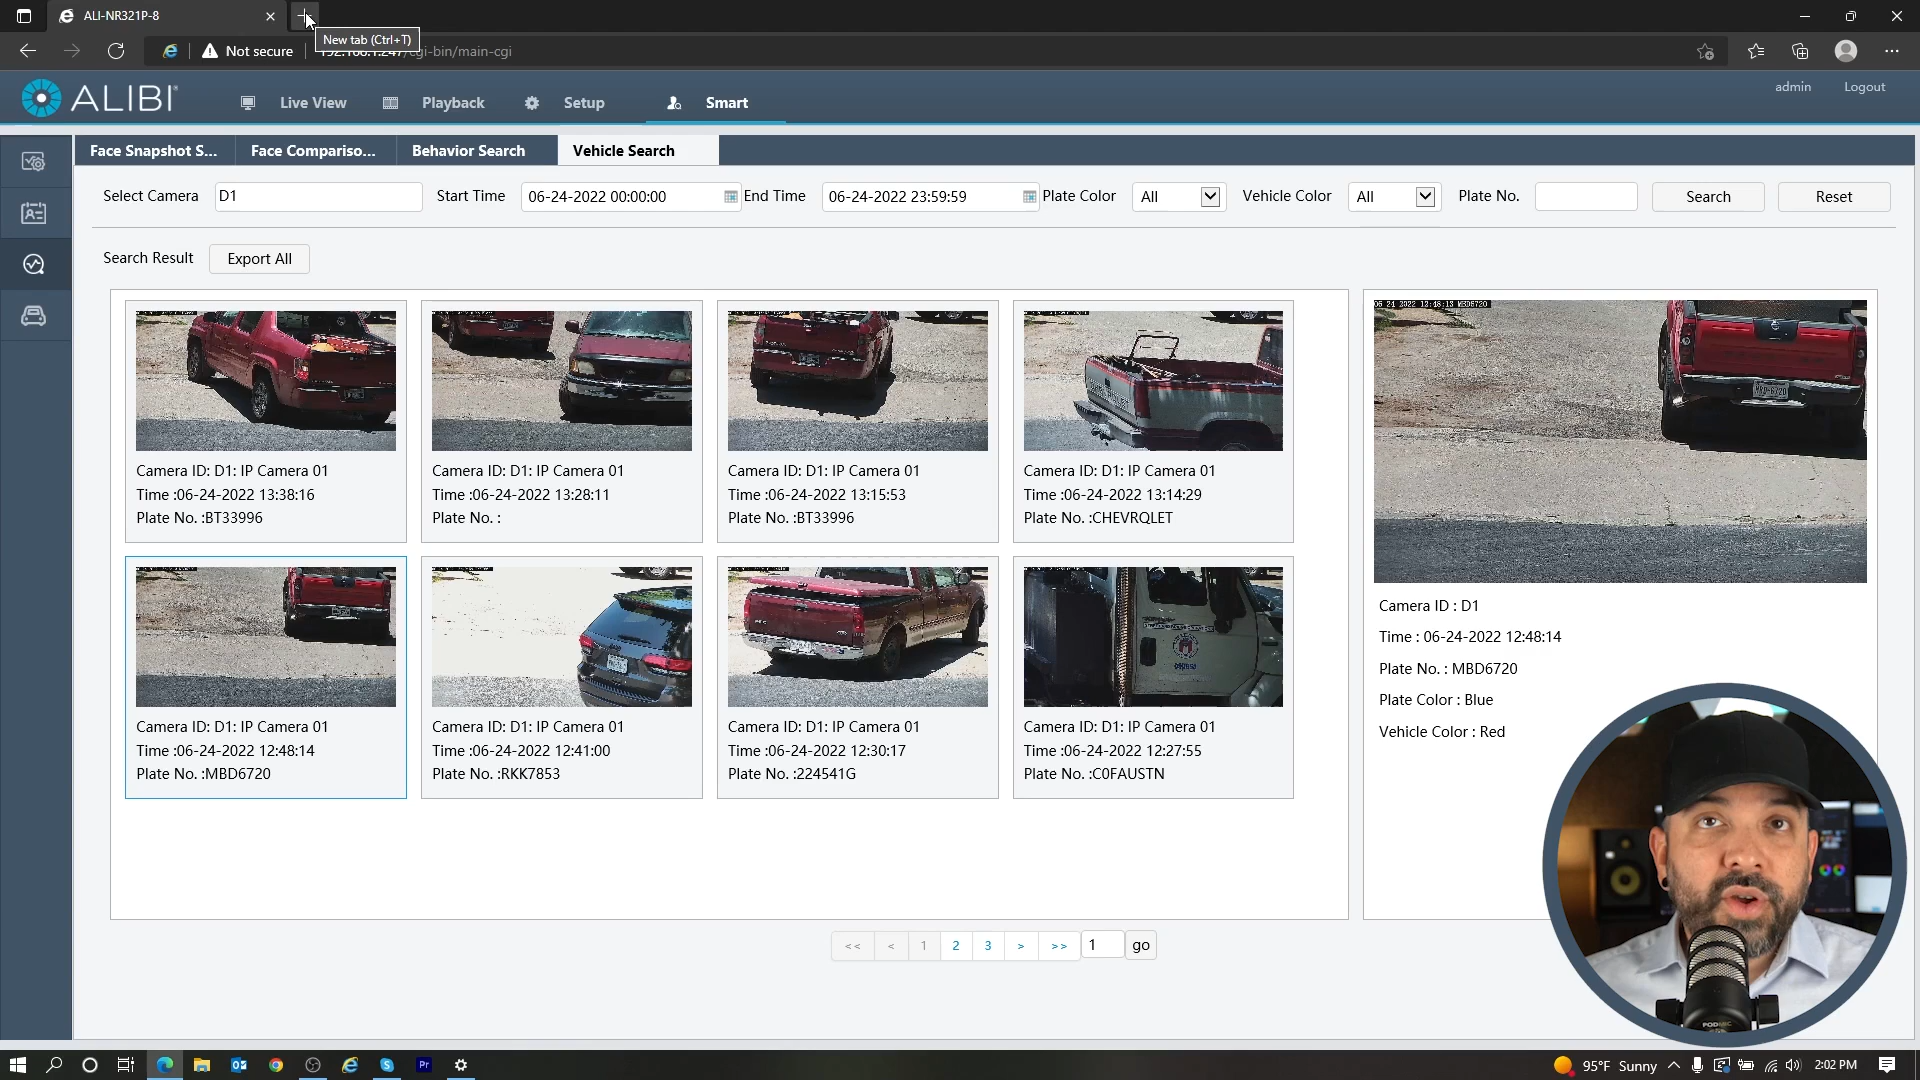 ALI-NR321P-8
New tab (Ctrl+T)
Not secure
/cgi-bin/main-cgi
ALIBI
Live View
Playback
Setup
Smart
admin
Logout
Face Snapshot S...
Face Compariso...
Behavior Search
Vehicle Search
Select Camera
D1
Start Time
06-24-2022 00:00:00
End Time
06-24-2022 23:59:59
Plate Color
All
Vehicle Color
All
Plate No.
Search
Reset
Search Result
Export All
Camera ID: D1: IP Camera 01
Time :06-24-2022 13:38:16
Plate No. :BT33996
Camera ID: D1: IP Camera 01
Time :06-24-2022 13:28:11
Plate No. :
Camera ID: D1: IP Camera 01
Time :06-24-2022 13:15:53
Plate No. :BT33996
Camera ID: D1: IP Camera 01
Time :06-24-2022 13:14:29
Plate No. :CHEVRQLET
Camera ID: D1: IP Camera 01
Time :06-24-2022 12:48:14
Plate No. :MBD6720
Camera ID: D1: IP Camera 01
Time :06-24-2022 12:41:00
Plate No. :RKK7853
Camera ID: D1: IP Camera 01
Time :06-24-2022 12:30:17
Plate No. :224541G
Camera ID: D1: IP Camera 01
Time :06-24-2022 12:27:55
Plate No. :C0FAUSTN
06 24 2022 12:48:13 MBD6720
Camera ID : D1
Time : 06-24-2022 12:48:14
Plate No. : MBD6720
Plate Color : Blue
Vehicle Color : Red
<< < 1 2 3 > >> 1 go
PODMIC
95°F Sunny
2:02 PM